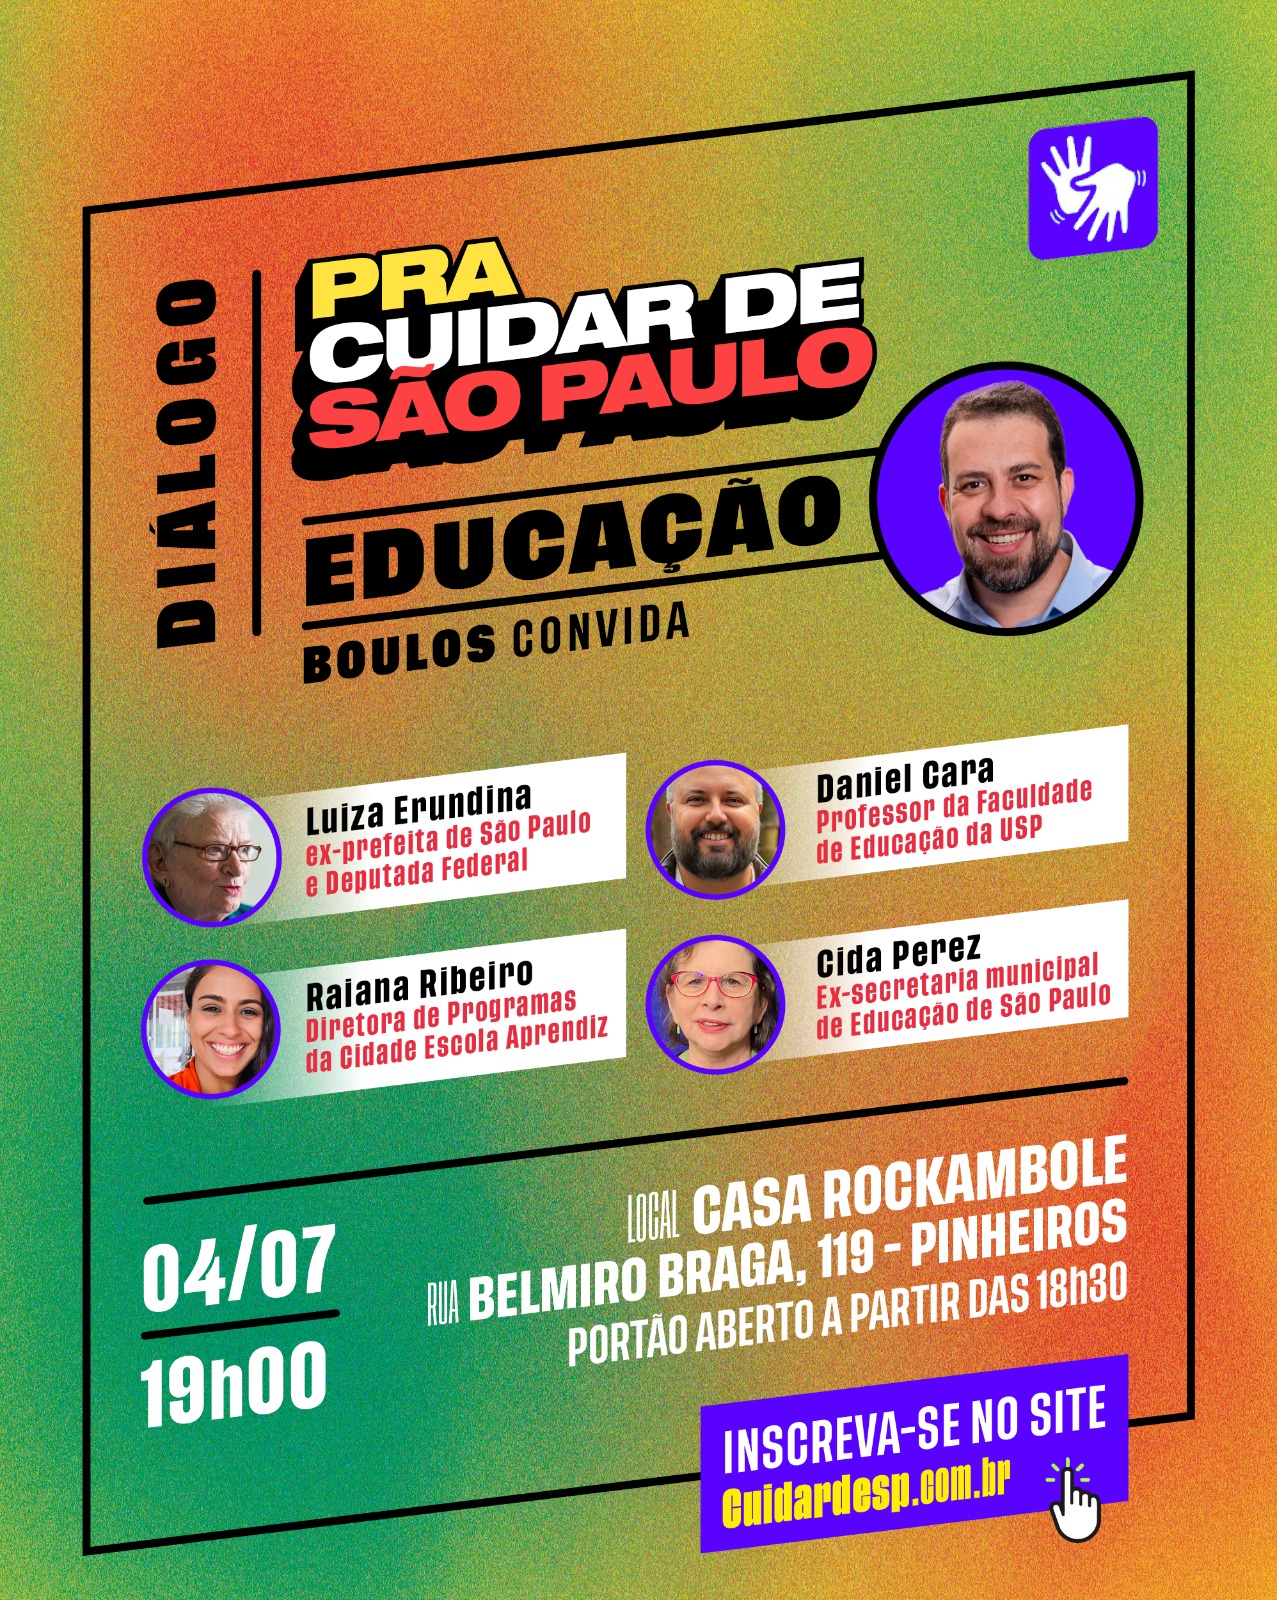 DIÁLOGO
PRA
CUIDAR DE
SÃO PAULO
EDUCAÇÃO
BOULOS CONVIDA
Luiza Erundina
ex-prefeita de São Paulo
e Deputada Federal
Daniel Cara
Professor da Faculdade
de Educação da USP
Raiana Ribeiro
Diretora de Programas
da Cidade Escola Aprendiz
Cida Perez
Ex-secretaria municipal
de Educação de São Paulo
04/07
19h00
LOCAL CASA ROCKAMBOLE
RUA BELMIRO BRAGA, 119 - PINHEIROS
PORTÃO ABERTO A PARTIR DAS 18h30
INSCREVA-SE NO SITE
Cuidardesp.com.br